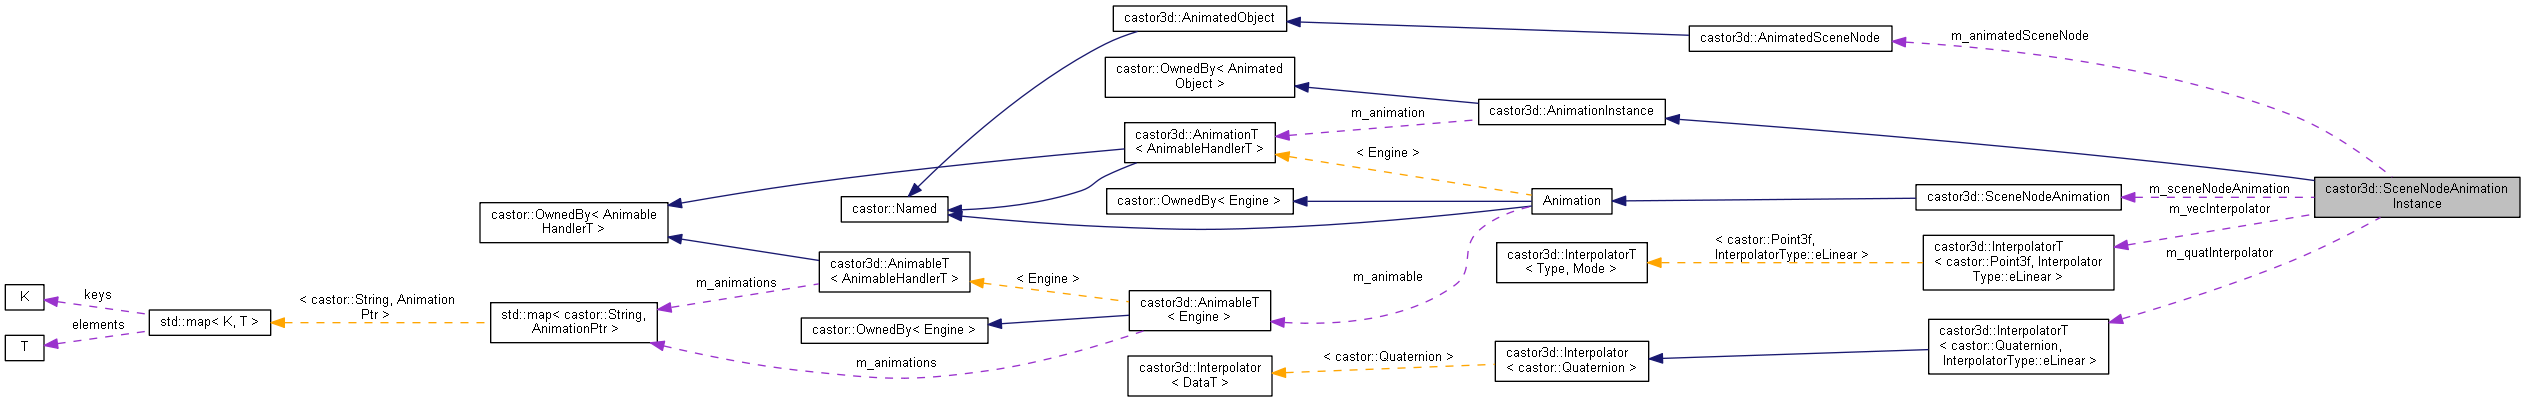 castor3d::AnimatedObject
castor3d::AnimatedSceneNode
m_animatedSceneNode
castor::OwnedBy< Animated
Object >
castor3d::AnimationInstance
m_animation
castor3d::AnimationT
< AnimableHandlerT >
< Engine >
castor3d::SceneNodeAnimation
Instance
m_sceneNodeAnimation
castor3d::SceneNodeAnimation
Animation
castor::OwnedBy< Engine >
castor::Named
castor::OwnedBy< Animable
HandlerT >
m_vecInterpolator
castor3d::InterpolatorT
< castor::Point3f, Interpolator
Type::eLinear >
< castor::Point3f,
InterpolatorType::eLinear >
castor3d::InterpolatorT
< Type, Mode >
m_quatInterpolator
m_animable
castor3d::AnimableT
< AnimableHandlerT >
< Engine >
m_animations
castor3d::AnimableT
< Engine >
castor::OwnedBy< Engine >
m_animations
std::map< castor::String,
AnimationPtr >
< castor::String, Animation
Ptr >
std::map< K, T >
keys
elements
K
T
castor3d::InterpolatorT
< castor::Quaternion,
InterpolatorType::eLinear >
castor3d::Interpolator
< castor::Quaternion >
< castor::Quaternion >
castor3d::Interpolator
< DataT >